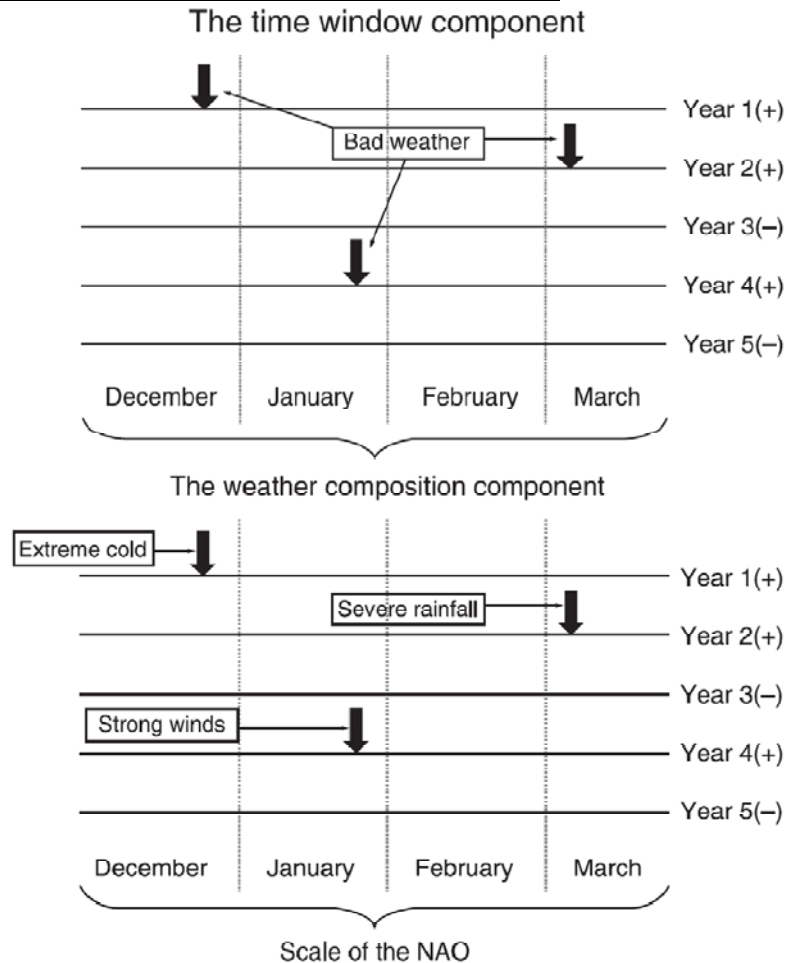 The time window component
Year 1(+)
Bad weather
Year 2(+)
Year 3(–)
Year 4(+)
Year 5(–)
December January February March
The weather composition component
Extreme cold
Year 1(+)
Severe rainfall
Year 2(+)
Year 3(–)
Strong winds
Year 4(+)
Year 5(–)
December January February March
Scale of the NAO